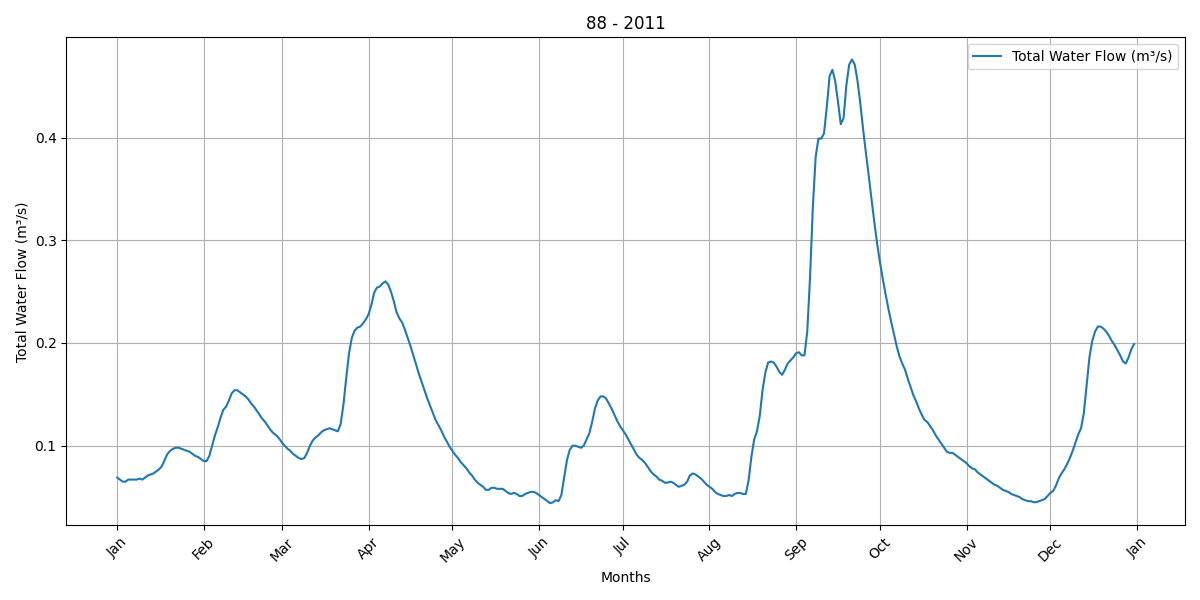 88 - 2011
Total Water Flow (m³/s)
Total Water Flow (m³/s)
0.4
0.3
0.2
0.1
Jan
Feb
Mar
Apr
May
Jun
Jul
Aug
Sep
Oct
Nov
Dec
Jan
Months